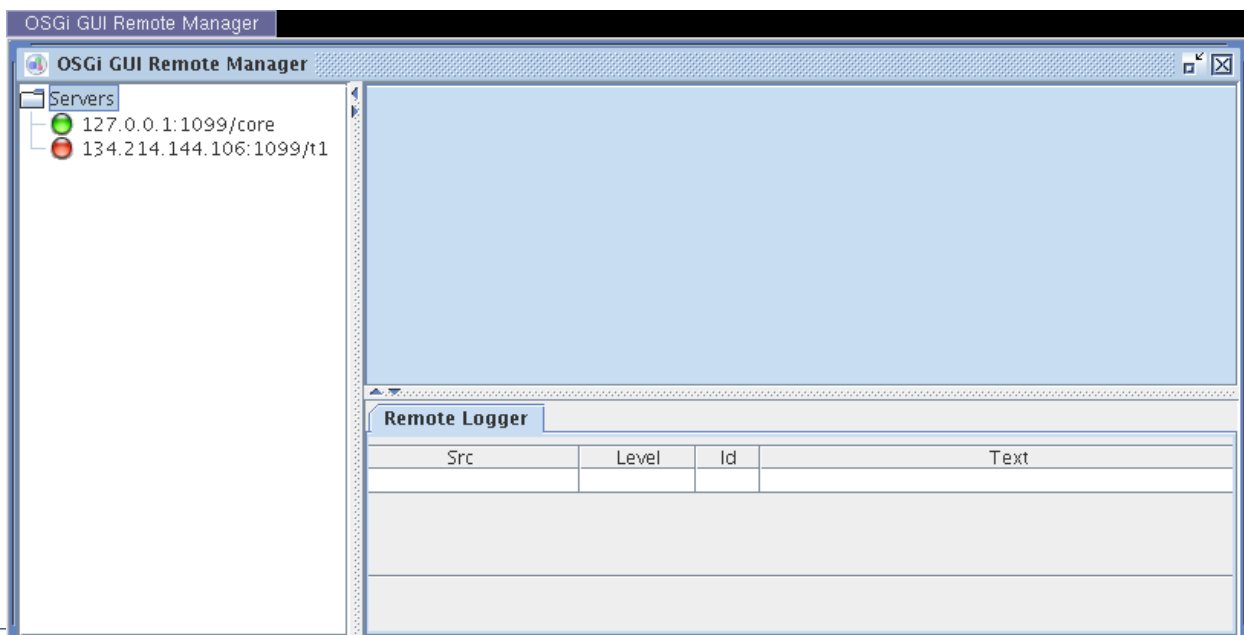 OSGi GUI Remote Manager
OSGi GUI Remote Manager
Servers
127.0.0.1:1099/core
134.214.144.106:1099/t1
Remote Logger
Src Level Id Text